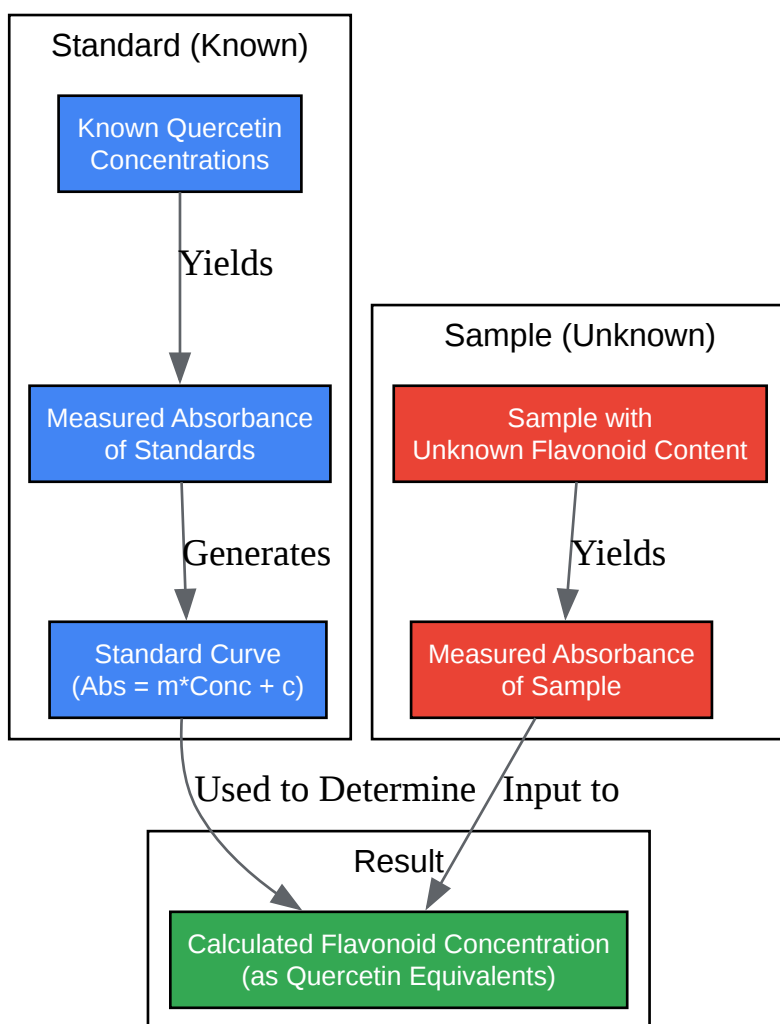 Standard (Known)
Known Quercetin
Concentrations
Yields
Measured Absorbance
of Standards
Generates
Standard Curve
(Abs = m*Conc + c)
Sample (Unknown)
Sample with
Unknown Flavonoid Content
Yields
Measured Absorbance
of Sample
Used to Determine
Input to
Result
Calculated Flavonoid Concentration
(as Quercetin Equivalents)